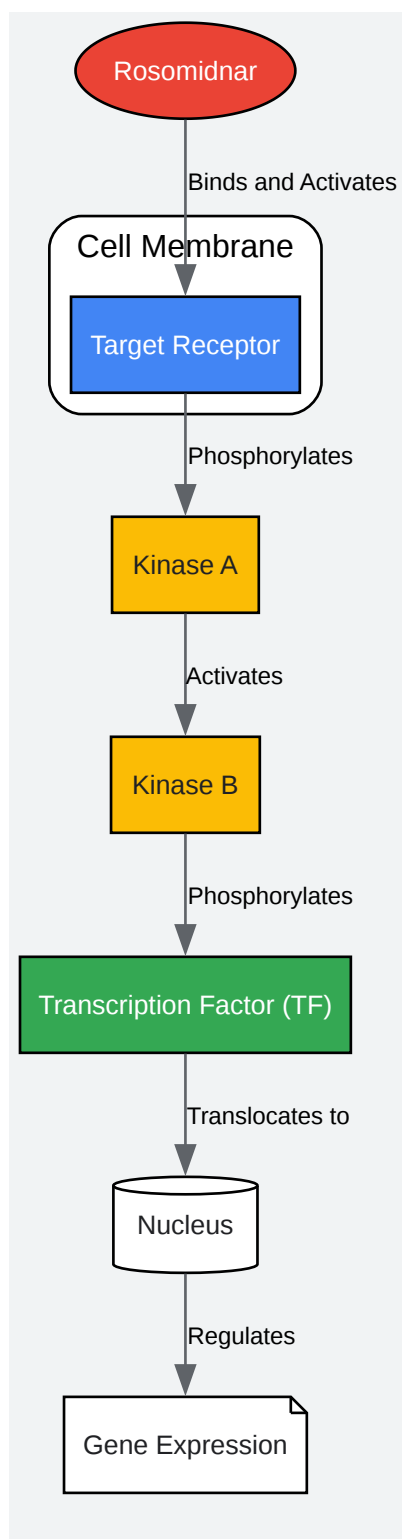 Rosomidnar
Binds and Activates
Cell Membrane
Target Receptor
Phosphorylates
Kinase A
Activates
Kinase B
Phosphorylates
Transcription Factor (TF)
Translocates to
Nucleus
Regulates
Gene Expression